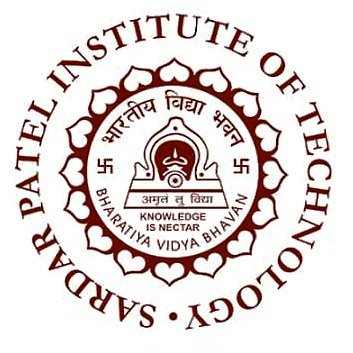 SARDAR PATEL INSTITUTE OF TECHNOLOGY •
भारतीय विद्या भवन
अमृतं तु विद्या
KNOWLEDGE
IS NECTAR
BHARATIYA VIDYA BHAVAN